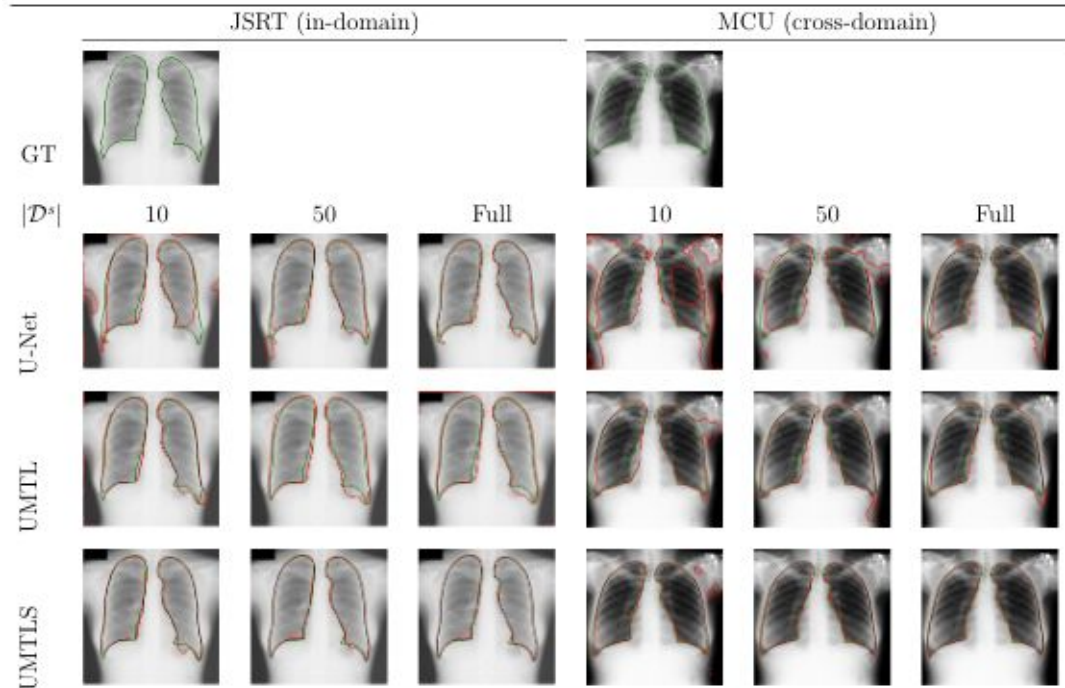 JSRT (in-domain) MCU (cross-domain)
GT
|𝒟ˢ| 10 50 Full 10 50 Full
U-Net
UMTL
UMTLS